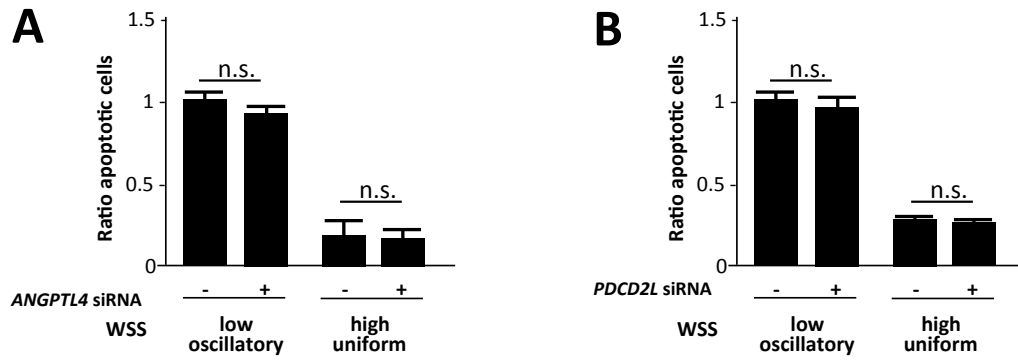 A
Ratio apoptotic cells
1.5
1
0.5
0
n.s.
n.s.
ANGPTL4 siRNA - + - +
WSS low oscillatory high uniform
B
Ratio apoptotic cells
1.5
1
0.5
0
n.s.
n.s.
PDCD2L siRNA - + - +
WSS low oscillatory high uniform